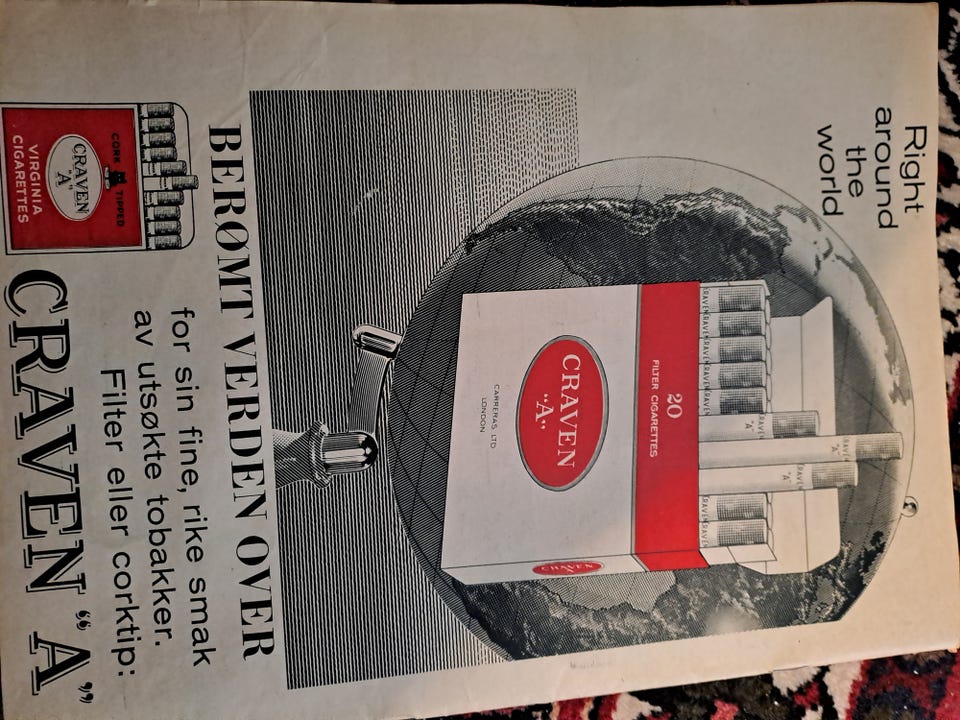 Right
around
the
world
20
FILTER CIGARETTES
CRAVEN
"A"
CARRERAS, LTD
LONDON
CRAVEN
BERØMT VERDEN OVER
for sin fine, rike smak
av utsøkte tobakker.
Filter eller corktip:
CORK TIPPED
CRAVEN
"A"
VIRGINIA
CIGARETTES
CRAVEN "A"